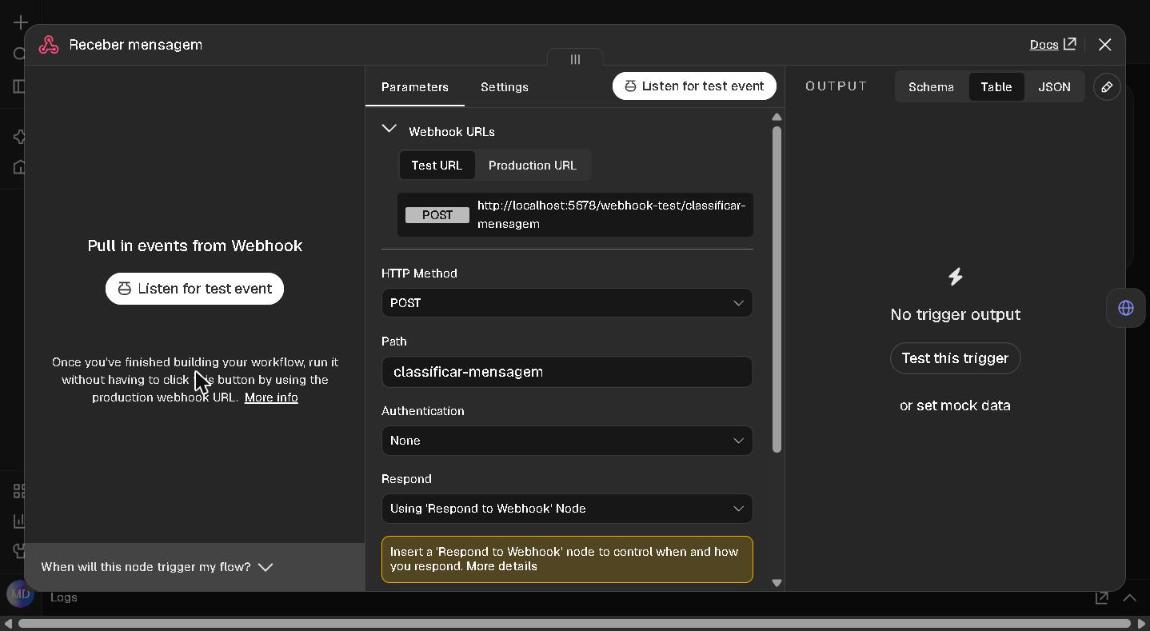 Receber mensagem
Docs
Parameters
Settings
Listen for test event
OUTPUT
Schema
Table
JSON
Webhook URLs
Test URL
Production URL
POST
http://localhost:5678/webhook-test/classificar-
mensagem
Pull in events from Webhook
Listen for test event
Once you've finished building your workflow, run it
without having to click this button by using the
production webhook URL. More info
When will this node trigger my flow?
HTTP Method
POST
Path
classificar-mensagem
Authentication
None
Respond
Using 'Respond to Webhook' Node
Insert a 'Respond to Webhook' node to control when and how
you respond. More details
No trigger output
Test this trigger
or set mock data
MD
Logs